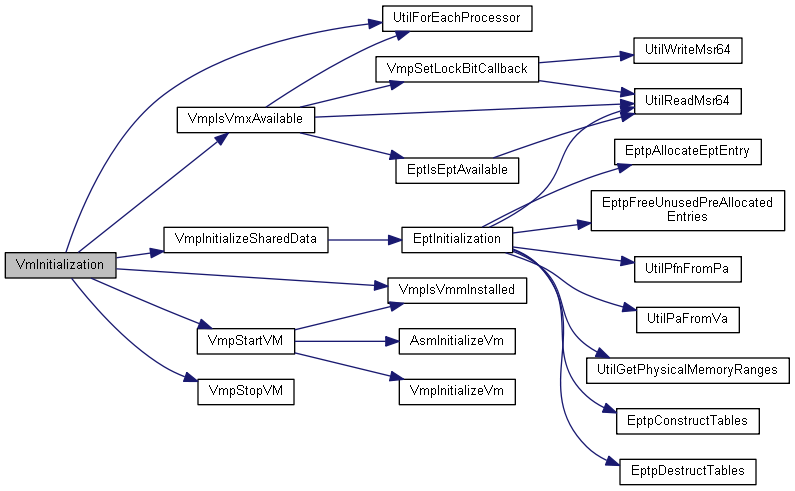 UtilForEachProcessor
VmpSetLockBitCallback
UtilWriteMsr64
VmpIsVmxAvailable
UtilReadMsr64
EptIsEptAvailable
EptpAllocateEptEntry
EptpFreeUnusedPreAllocated
Entries
VmInitialization
VmpInitializeSharedData
EptInitialization
UtilPfnFromPa
VmpIsVmmInstalled
UtilPaFromVa
VmpStartVM
AsmInitializeVm
UtilGetPhysicalMemoryRanges
VmpStopVM
VmpInitializeVm
EptpConstructTables
EptpDestructTables